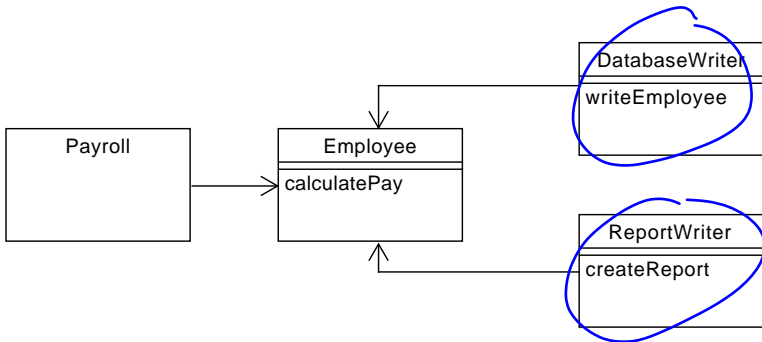 DatabaseWriter
writeEmployee
Payroll
Employee
calculatePay
ReportWriter
createReport